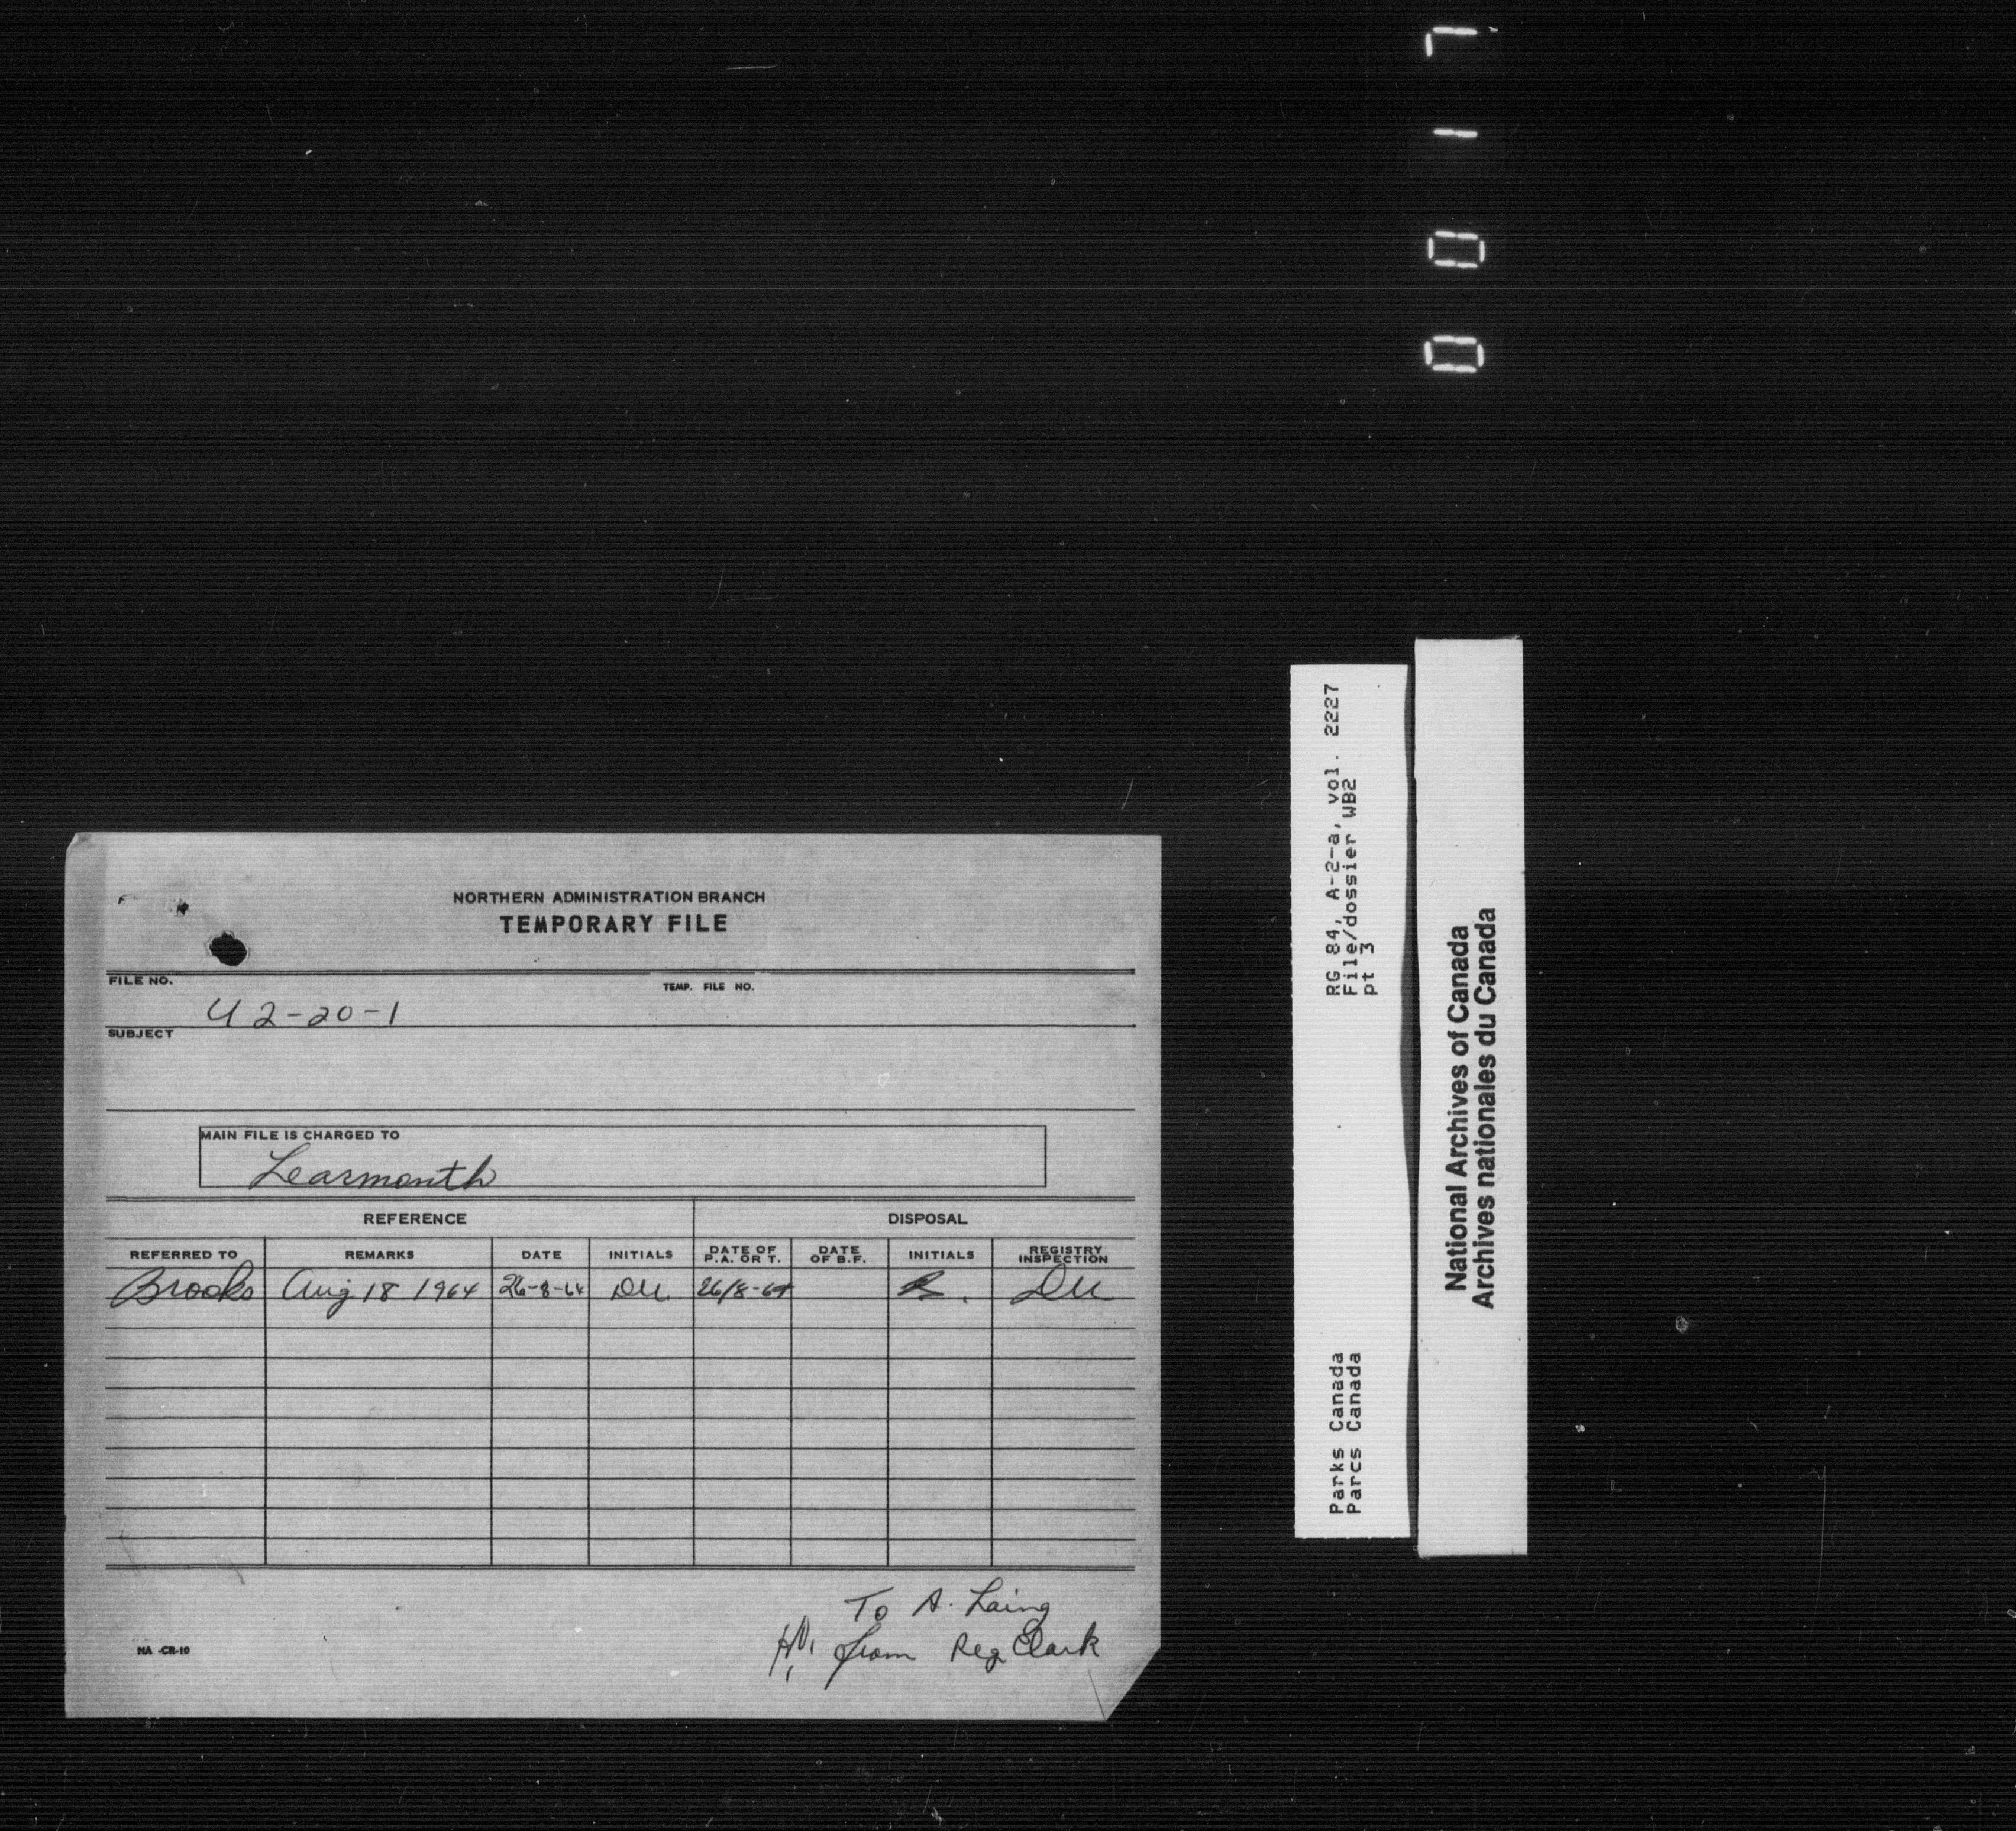 NORTHERN ADMINISTRATION BRANCH
TEMPORARY FILE
FILE NO.
TEMP. FILE NO.
42-20-1
SUBJECT
MAIN FILE IS CHARGED TO
Learmonth
REFERENCE
DISPOSAL
REFERRED TO
REMARKS
DATE
INITIALS
DATE OF
P.A. OR T.
DATE
OF B.F.
INITIALS
REGISTRY
INSPECTION
Brooks Aug 18 1964 26-8-64 26/8-64
To A. Laing
from Reg Clark
NA-CR-10
RG 84, A-2-a, vol. 2227
File/dossier WB2
pt 3
Parks Canada
Parcs Canada
National Archives of Canada
Archives nationales du Canada